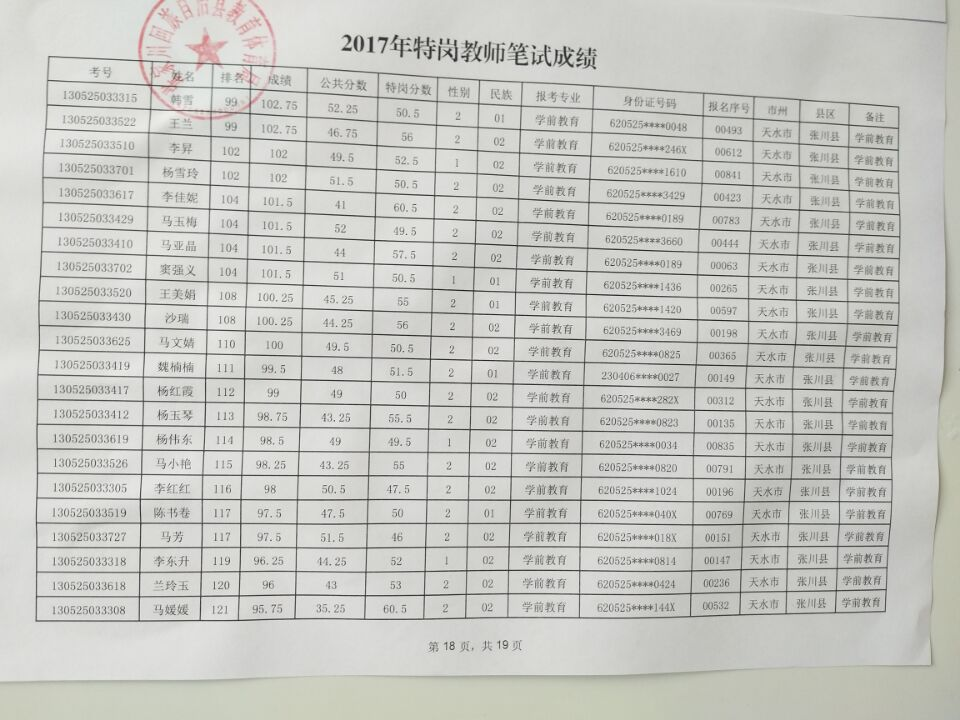 川回族自治县教育体育局
2017年特岗教师笔试成绩
考号 姓名 排名 成绩 公共分数 特岗分数 性别 民族 报考专业 身份证号码 报名序号 市州 县区 备注
130525033315 韩雪 99 102.75 52.25 50.5 2 01 学前教育 620525****0048 00493 天水市 张川县 学前教育
130525033522 王兰 99 102.75 46.75 56 2 02 学前教育 620525****246X 00612 天水市 张川县 学前教育
130525033510 李昇 102 102 49.5 52.5 1 02 学前教育 620525****1610 00841 天水市 张川县 学前教育
130525033701 杨雪玲 102 102 51.5 50.5 2 02 学前教育 620525****3429 00423 天水市 张川县 学前教育
130525033617 李佳妮 104 101.5 41 60.5 2 02 学前教育 620525****0189 00783 天水市 张川县 学前教育
130525033429 马玉梅 104 101.5 52 49.5 2 02 学前教育 620525****3660 00444 天水市 张川县 学前教育
130525033410 马亚晶 104 101.5 44 57.5 2 02 学前教育 620525****0189 00063 天水市 张川县 学前教育
130525033702 窦强义 104 101.5 51 50.5 1 01 学前教育 620525****1436 00265 天水市 张川县 学前教育
130525033520 王美娟 108 100.25 45.25 55 2 01 学前教育 620525****1420 00597 天水市 张川县 学前教育
130525033430 沙瑞 108 100.25 44.25 56 2 02 学前教育 620525****3469 00198 天水市 张川县 学前教育
130525033625 马文婧 110 100 49.5 50.5 2 02 学前教育 620525****0825 00365 天水市 张川县 学前教育
130525033419 魏楠楠 111 99.5 48 51.5 2 01 学前教育 230406****0027 00149 天水市 张川县 学前教育
130525033417 杨红霞 112 99 49 50 2 02 学前教育 620525****282X 00312 天水市 张川县 学前教育
130525033412 杨玉琴 113 98.75 43.25 55.5 2 02 学前教育 620525****0823 00135 天水市 张川县 学前教育
130525033619 杨伟东 114 98.5 49 49.5 1 02 学前教育 620525****0034 00835 天水市 张川县 学前教育
130525033526 马小艳 115 98.25 43.25 55 2 02 学前教育 620525****0820 00791 天水市 张川县 学前教育
130525033305 李红红 116 98 50.5 47.5 2 02 学前教育 620525****1024 00196 天水市 张川县 学前教育
130525033519 陈书卷 117 97.5 47.5 50 2 01 学前教育 620525****040X 00769 天水市 张川县 学前教育
130525033727 马芳 117 97.5 51.5 46 2 02 学前教育 620525****018X 00151 天水市 张川县 学前教育
130525033318 李东升 119 96.25 44.25 52 1 02 学前教育 620525****0814 00147 天水市 张川县 学前教育
130525033618 兰玲玉 120 96 43 53 2 02 学前教育 620525****0424 00236 天水市 张川县 学前教育
130525033308 马媛媛 121 95.75 35.25 60.5 2 02 学前教育 620525****144X 00532 天水市 张川县 学前教育
第 18 页，共 19 页